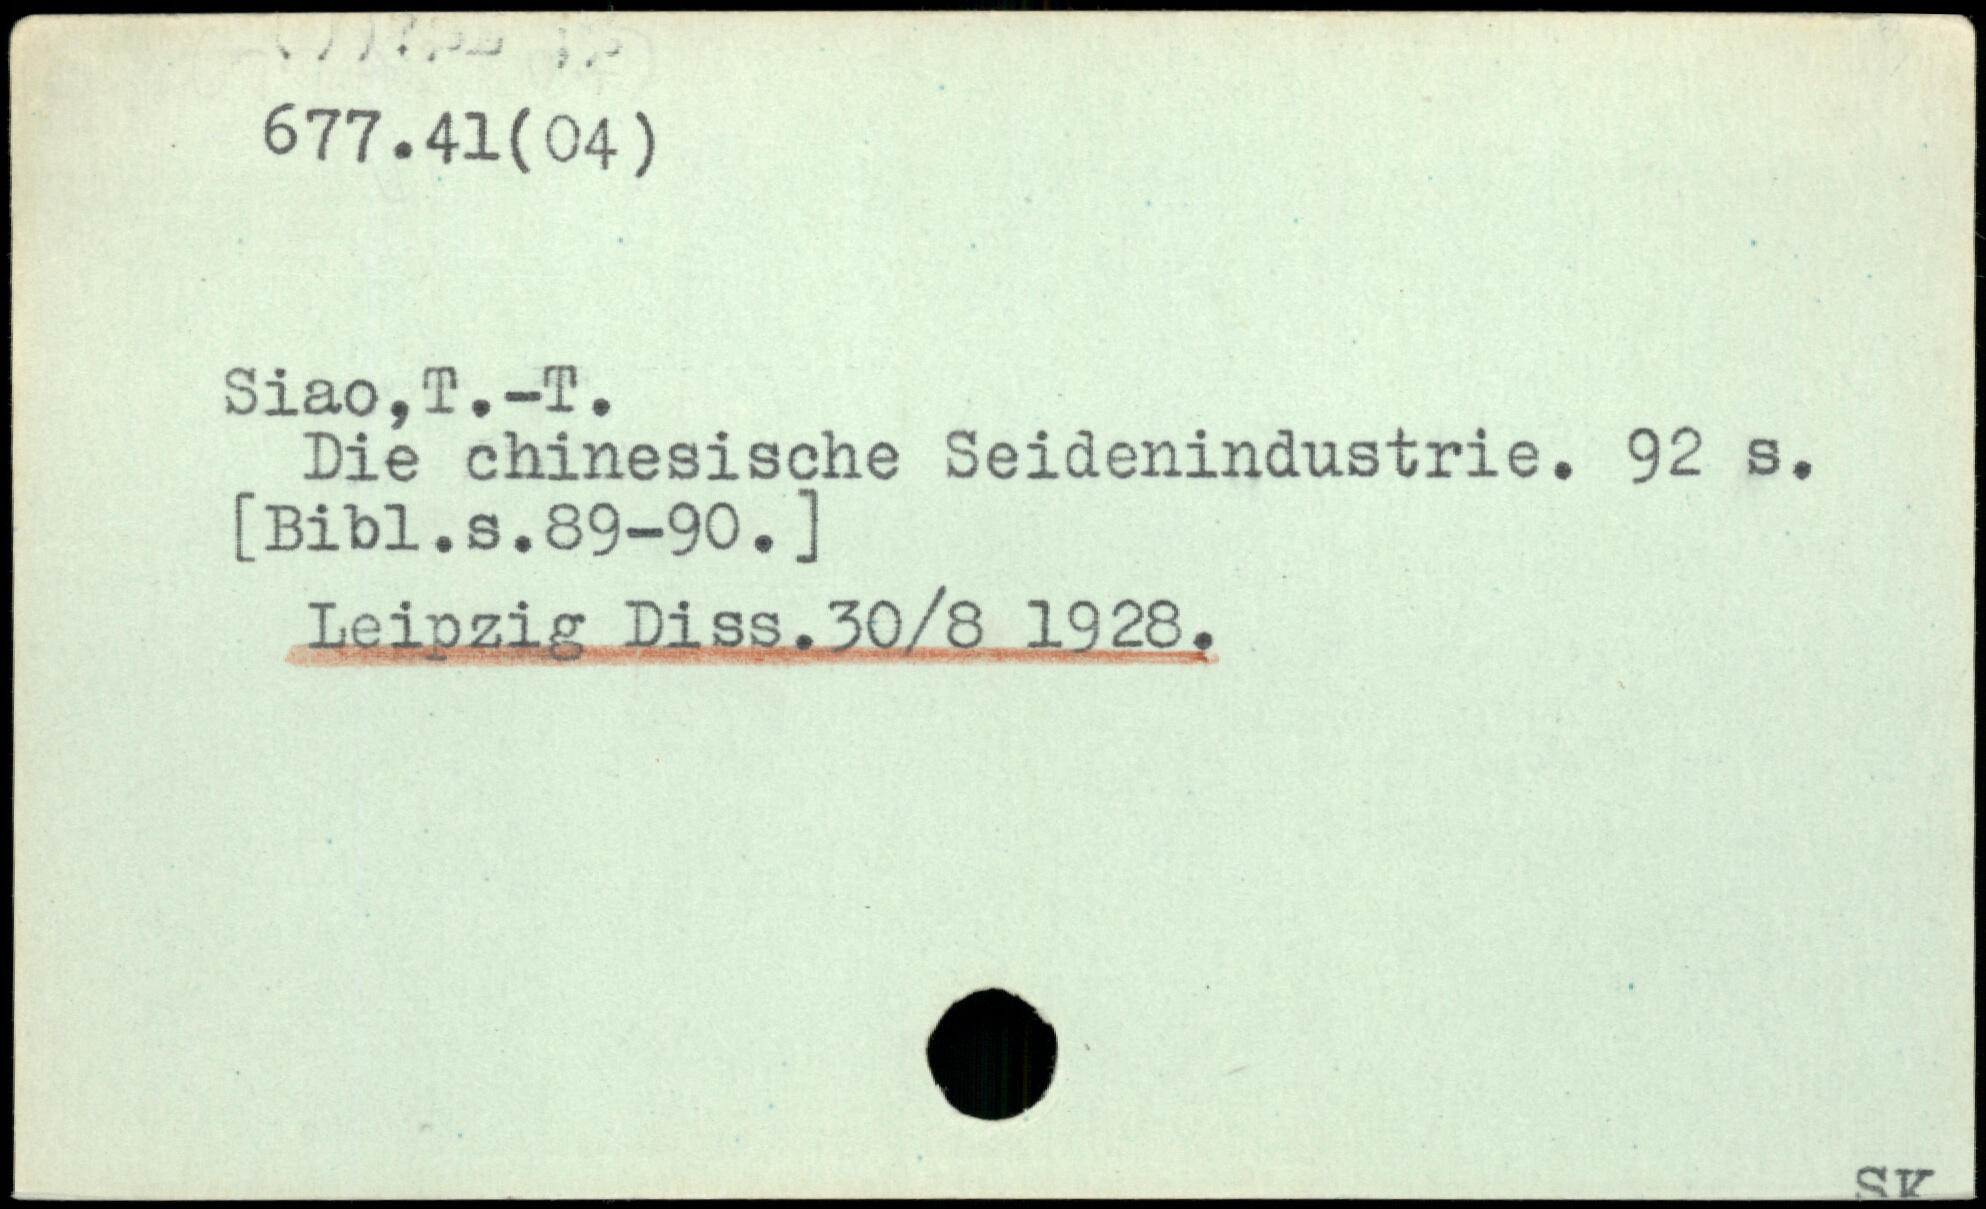 677.41(04)
Siao,T.-T.
Die chinesische Seidenindustrie. 92 s.
[Bibl.s.89-90.]
Leipzig Diss.30/8 1928.
SK